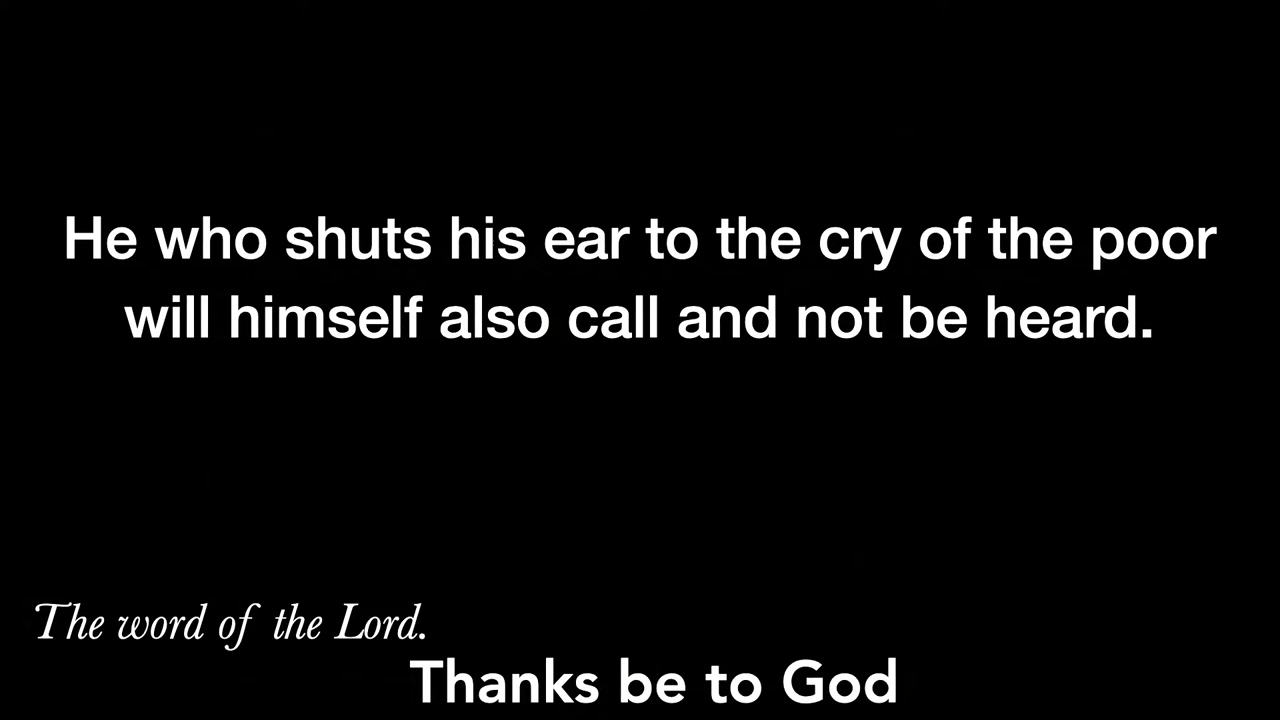 He who shuts his ear to the cry of the poor
will himself also call and not be heard.
The word of the Lord.
Thanks be to God